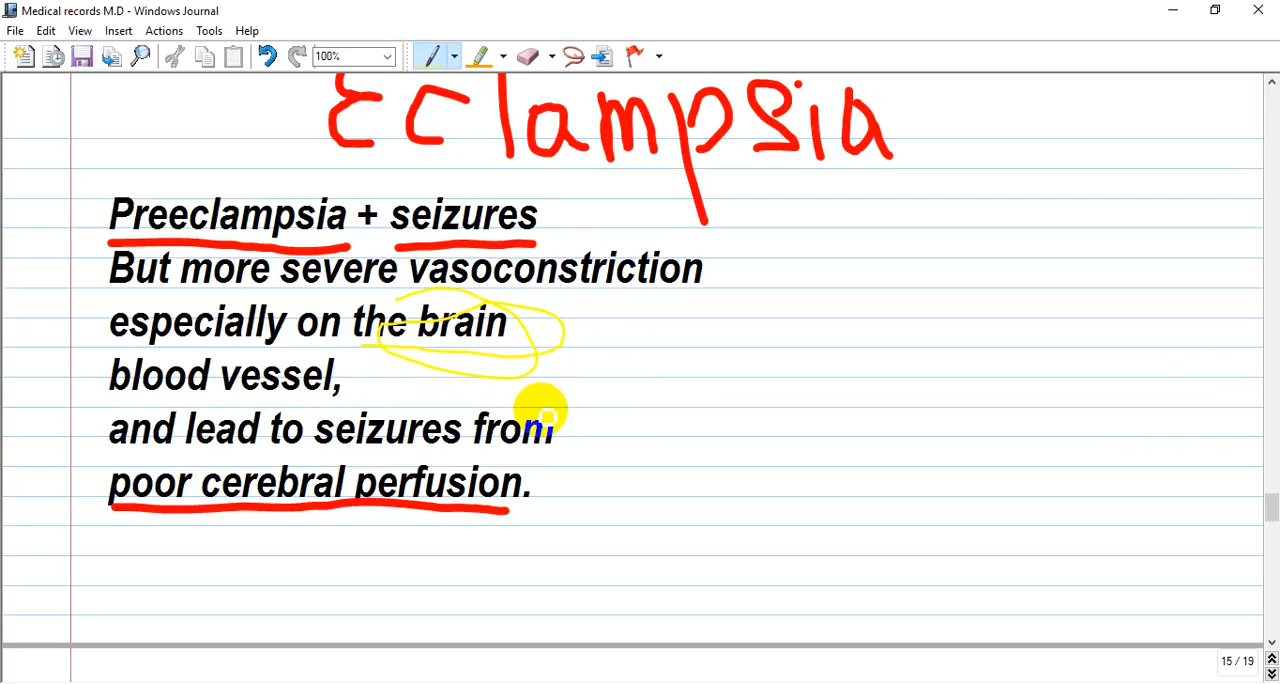 Medical records M.D - Windows Journal
File Edit View Insert Actions Tools Help
100%
Eclampsia
Preeclampsia + seizures
But more severe vasoconstriction
especially on the brain
blood vessel,
and lead to seizures from
poor cerebral perfusion.
15 / 19